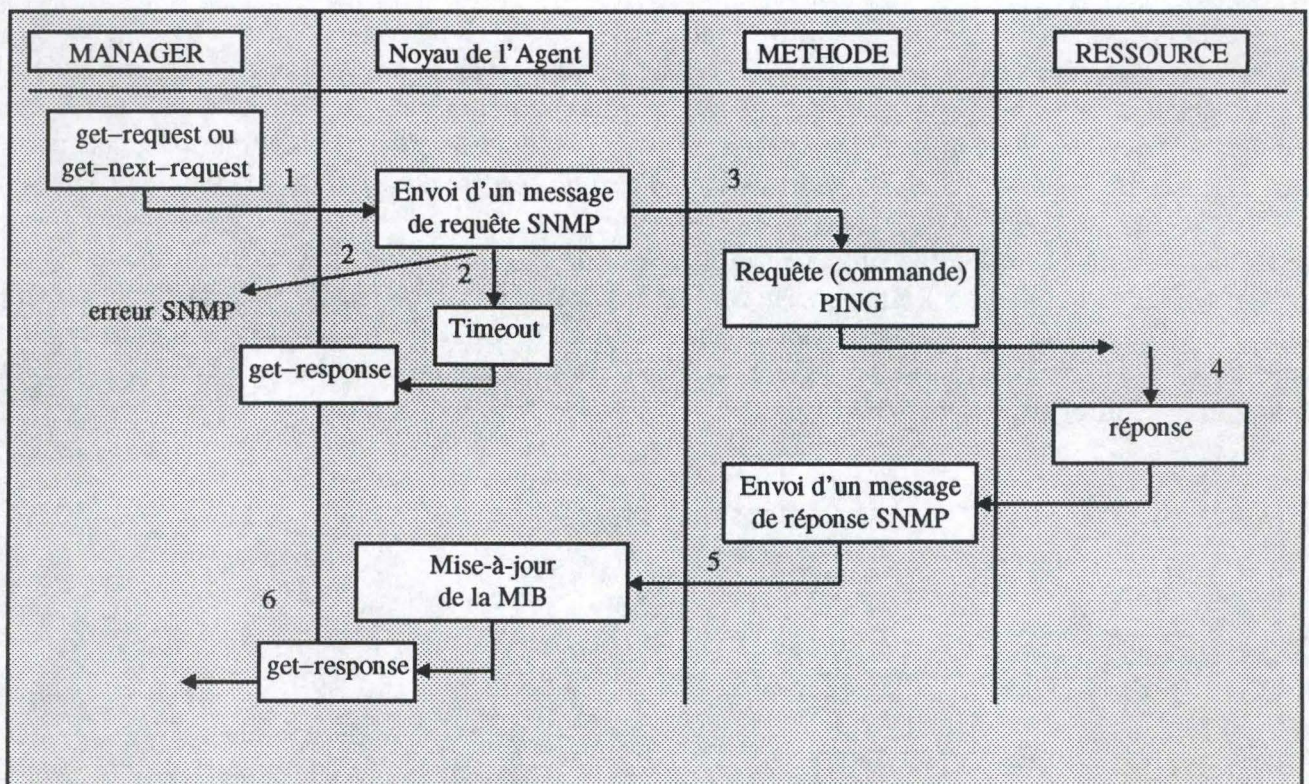 MANAGER
Noyau de l'Agent
METHODE
RESSOURCE
get–request ou
get–next–request
1
Envoi d'un message
de requête SNMP
3
2
2
erreur SNMP
Timeout
get–response
Requête (commande)
PING
4
réponse
Envoi d'un message
de réponse SNMP
5
Mise-à-jour
de la MIB
6
get–response